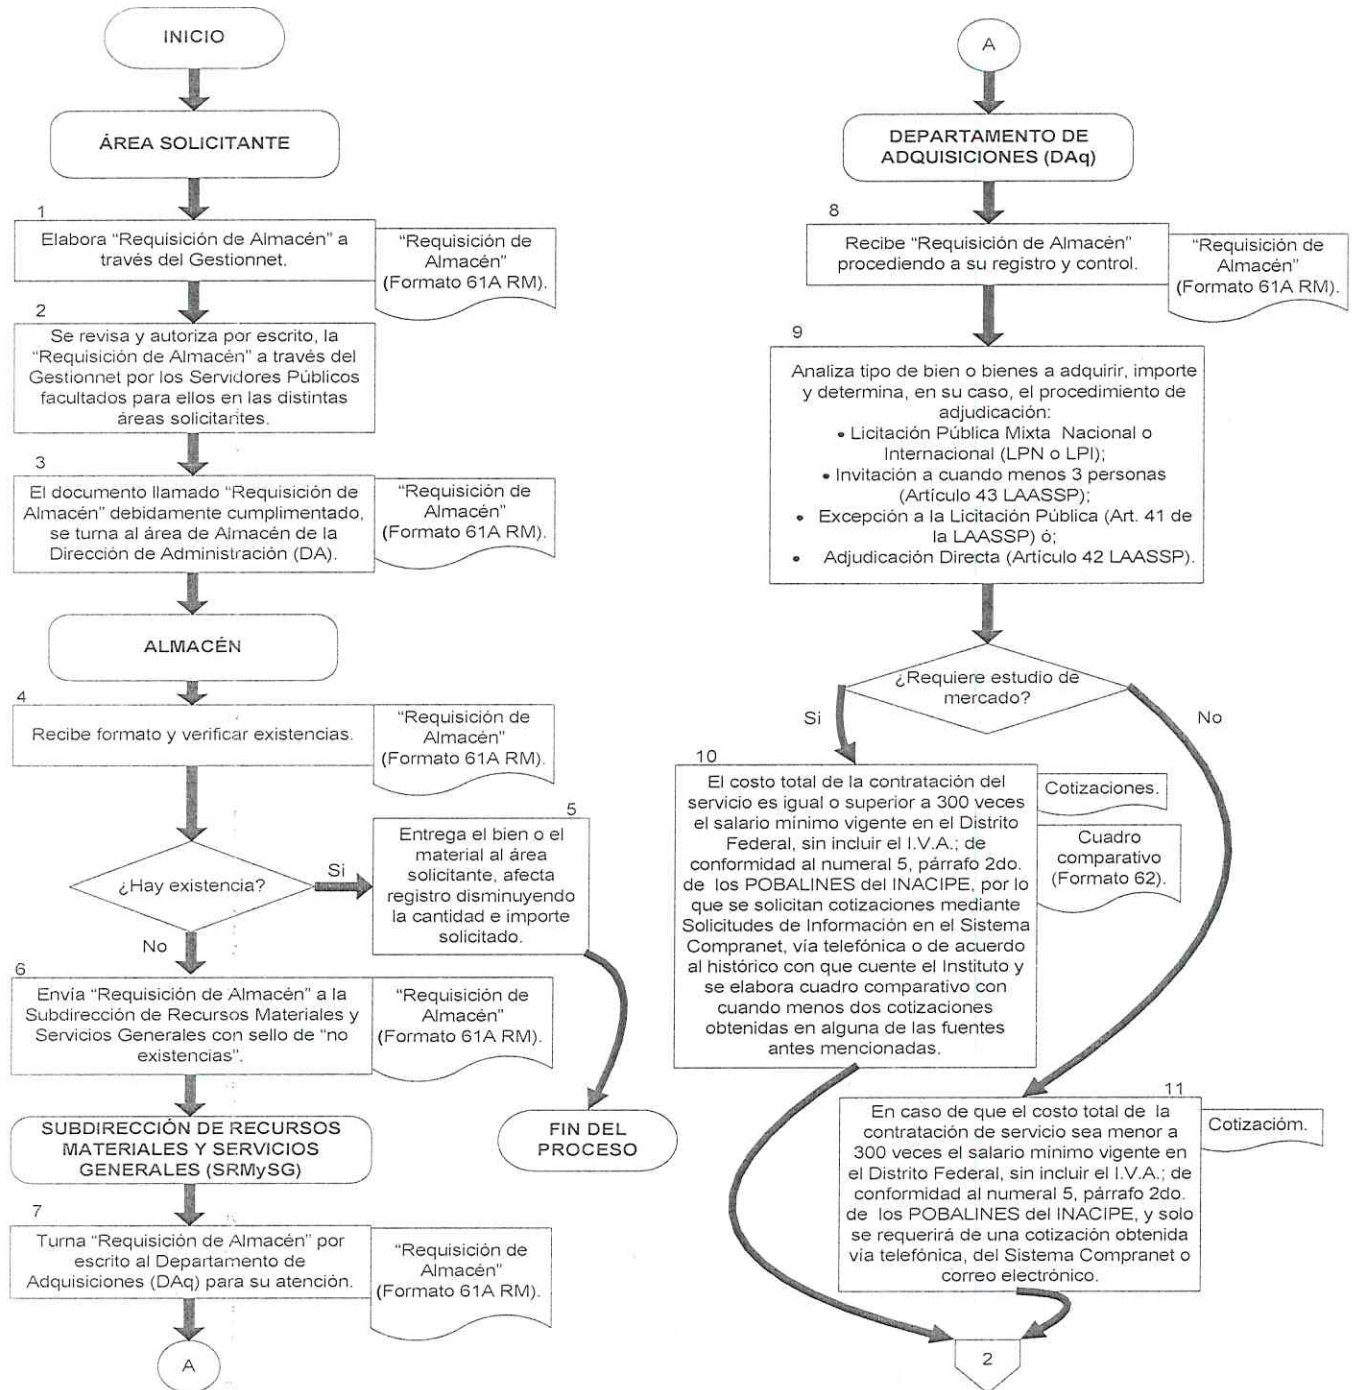 INICIO
ÁREA SOLICITANTE
1
Elabora “Requisición de Almacén” a
través del Gestionnet.
“Requisición de
Almacén”
(Formato 61A RM).
2
Se revisa y autoriza por escrito, la
“Requisición de Almacén” a través del
Gestionnet por los Servidores Públicos
facultados para ellos en las distintas
áreas solicitantes.
3
El documento llamado “Requisición de
Almacén” debidamente cumplimentado,
se turna al área de Almacén de la
Dirección de Administración (DA).
“Requisición de
Almacén”
(Formato 61A RM).
ALMACÉN
4
Recibe formato y verificar existencias.
“Requisición de
Almacén”
(Formato 61A RM).
¿Hay existencia?
Si
No
5
Entrega el bien o el
material al área
solicitante, afecta
registro disminuyendo
la cantidad e importe
solicitado.
FIN DEL
PROCESO
6
Envía “Requisición de Almacén” a la
Subdirección de Recursos Materiales y
Servicios Generales con sello de “no
existencias”.
“Requisición de
Almacén”
(Formato 61A RM).
SUBDIRECCIÓN DE RECURSOS
MATERIALES Y SERVICIOS
GENERALES (SRMySG)
7
Turna “Requisición de Almacén” por
escrito al Departamento de
Adquisiciones (DAq) para su atención.
“Requisición de
Almacén”
(Formato 61A RM).
A
A
DEPARTAMENTO DE
ADQUISICIONES (DAq)
8
Recibe “Requisición de Almacén”
procediendo a su registro y control.
“Requisición de
Almacén”
(Formato 61A RM).
9
Analiza tipo de bien o bienes a adquirir, importe
y determina, en su caso, el procedimiento de
adjudicación:
• Licitación Pública Mixta Nacional o
Internacional (LPN o LPI);
• Invitación a cuando menos 3 personas
(Artículo 43 LAASSP);
• Excepción a la Licitación Pública (Art. 41 de
la LAASSP) ó;
• Adjudicación Directa (Artículo 42 LAASSP).
¿Requiere estudio de
mercado?
Si
No
10
El costo total de la contratación del
servicio es igual o superior a 300 veces
el salario mínimo vigente en el Distrito
Federal, sin incluir el I.V.A.; de
conformidad al numeral 5, párrafo 2do.
de los POBALINES del INACIPE, por lo
que se solicitan cotizaciones mediante
Solicitudes de Información en el Sistema
Compranet, vía telefónica o de acuerdo
al histórico con que cuente el Instituto y
se elabora cuadro comparativo con
cuando menos dos cotizaciones
obtenidas en alguna de las fuentes
antes mencionadas.
Cotizaciones.
Cuadro
comparativo
(Formato 62).
11
En caso de que el costo total de la
contratación de servicio sea menor a
300 veces el salario mínimo vigente en
el Distrito Federal, sin incluir el I.V.A.; de
conformidad al numeral 5, párrafo 2do.
de los POBALINES del INACIPE, y solo
se requerirá de una cotización obtenida
vía telefónica, del Sistema Compranet o
correo electrónico.
Cotizacióm.
2